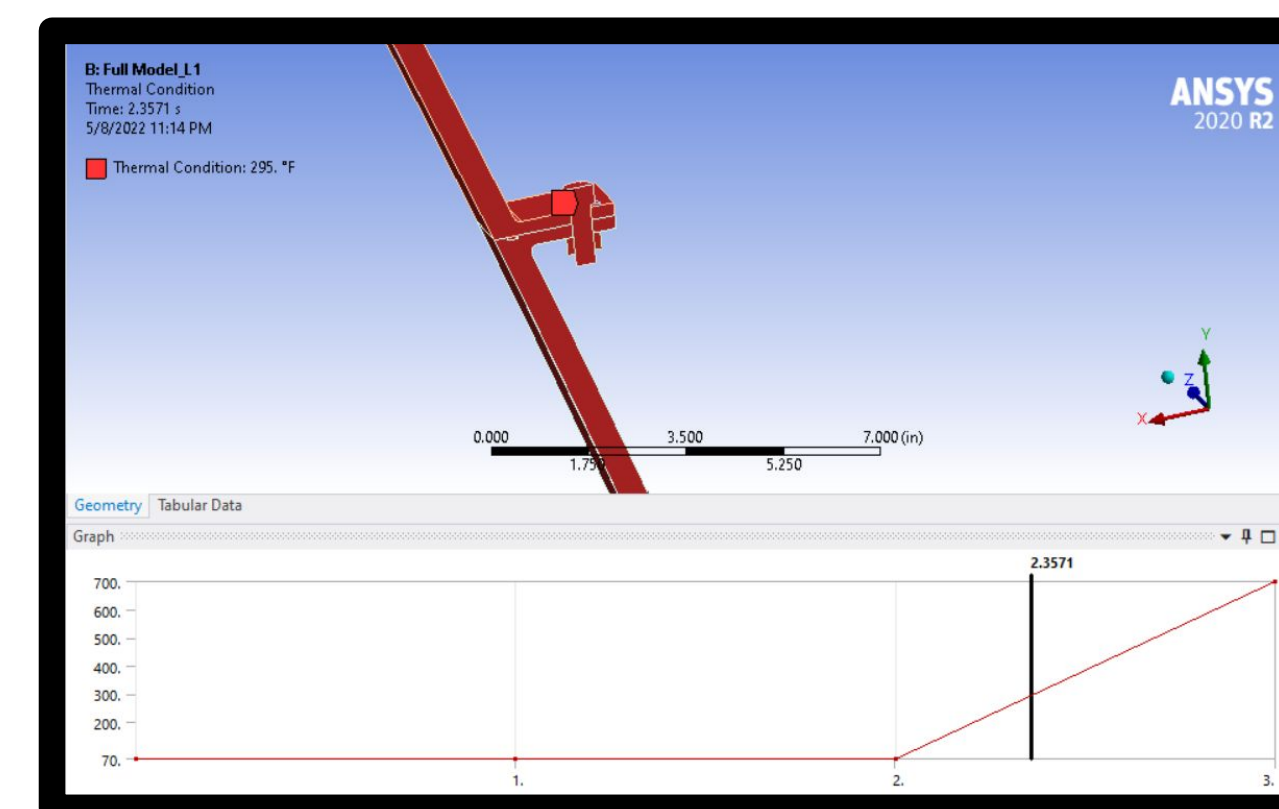 B: Full Model_L1
Thermal Condition
Time: 2.3571 s
5/8/2022 11:14 PM
Thermal Condition: 295. °F
ANSYS
2020 R2
Y
Z
X
0.000 3.500 7.000 (in)
1.750 5.250
Geometry Tabular Data
Graph
2.3571
700.
600.
500.
400.
300.
200.
70.
1. 2. 3.